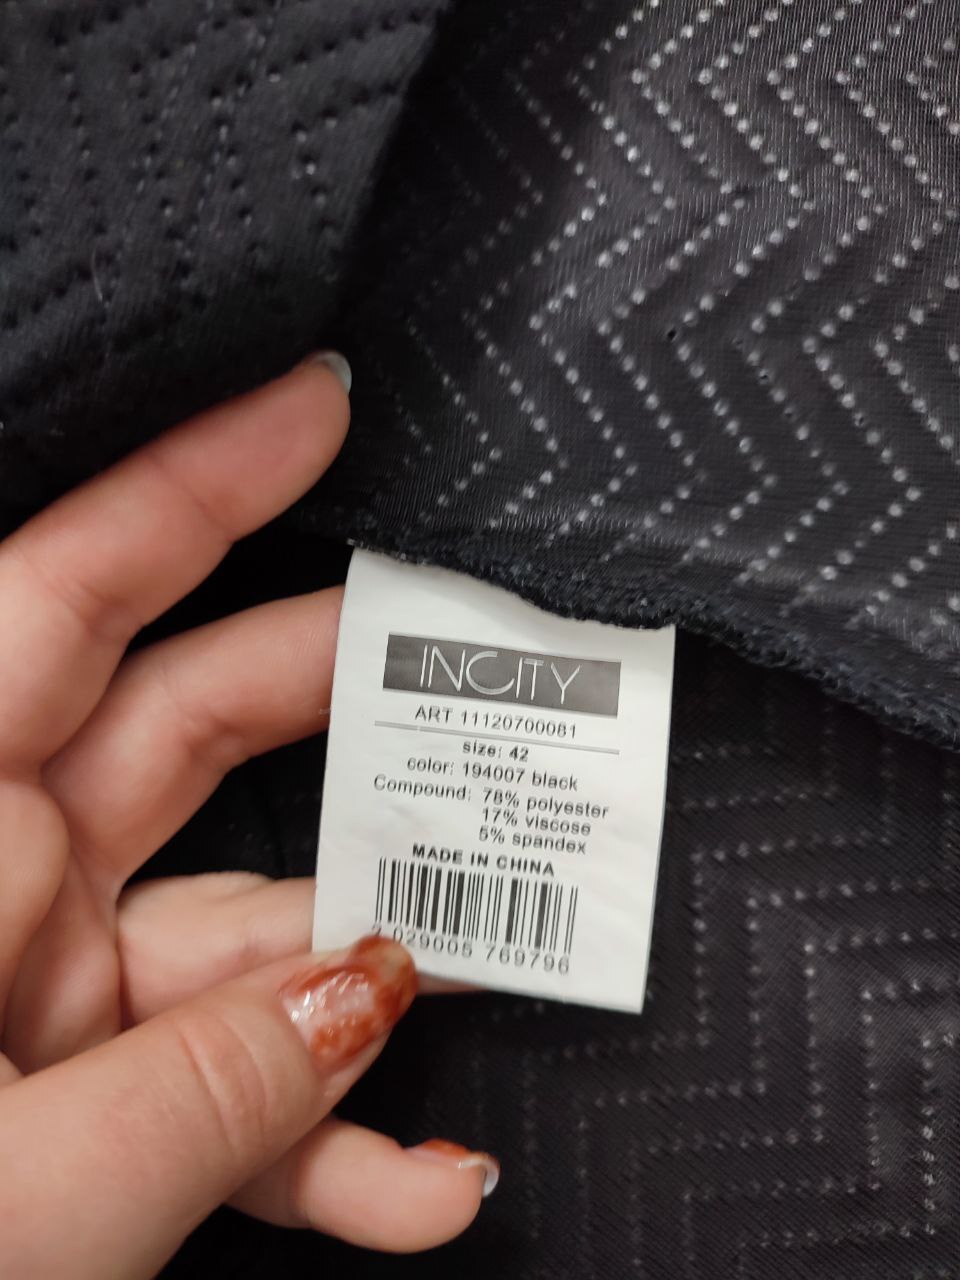 INCITY
ART 11120700081
size: 42
color: 194007 black
Compound: 78% polyester
17% viscose
5% spandex
MADE IN CHINA
2 029005 769796